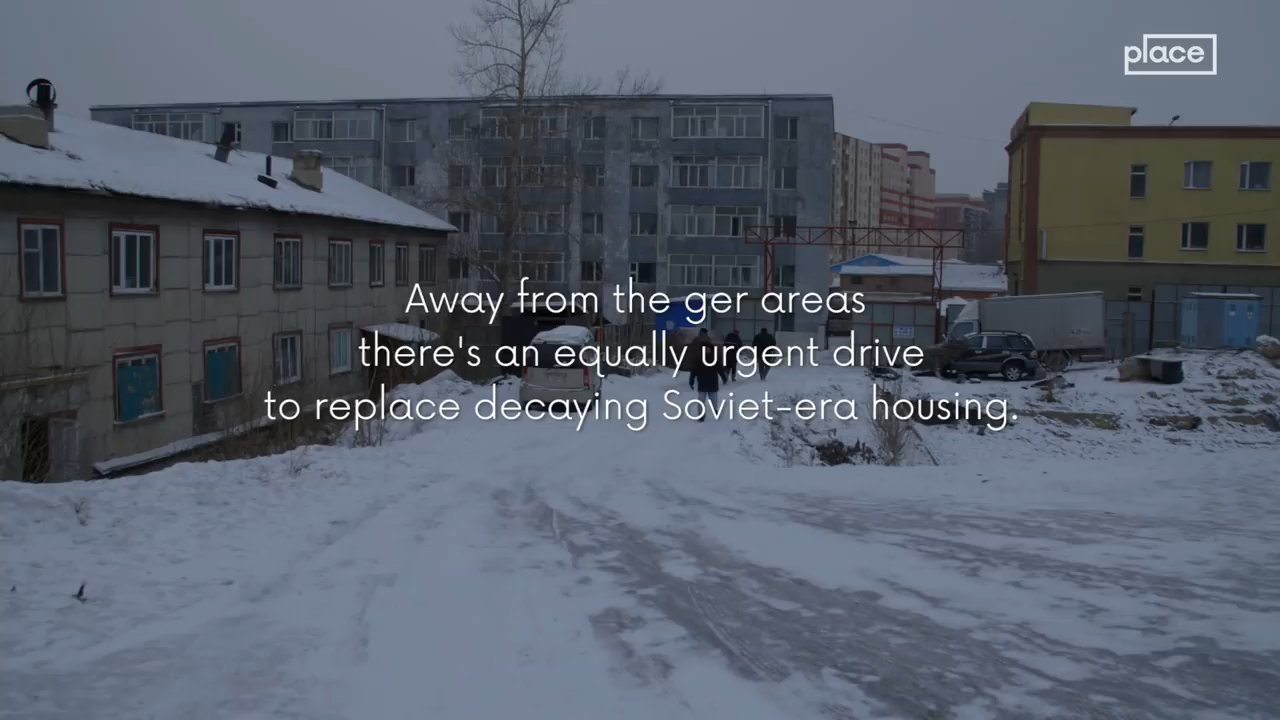 place
Away from the ger areas
there's an equally urgent drive
to replace decaying Soviet-era housing.